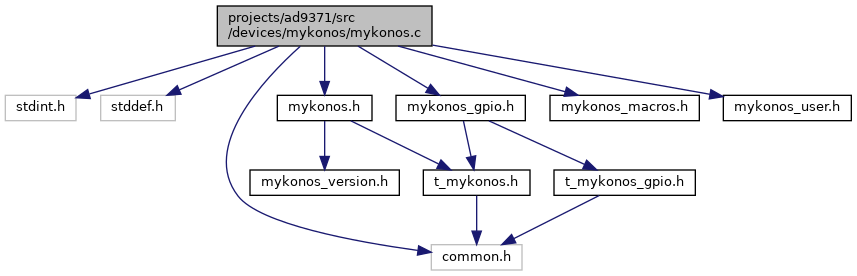 projects/ad9371/src
/devices/mykonos/mykonos.c
stdint.h
stddef.h
mykonos.h
mykonos_gpio.h
mykonos_macros.h
mykonos_user.h
mykonos_version.h
t_mykonos.h
t_mykonos_gpio.h
common.h